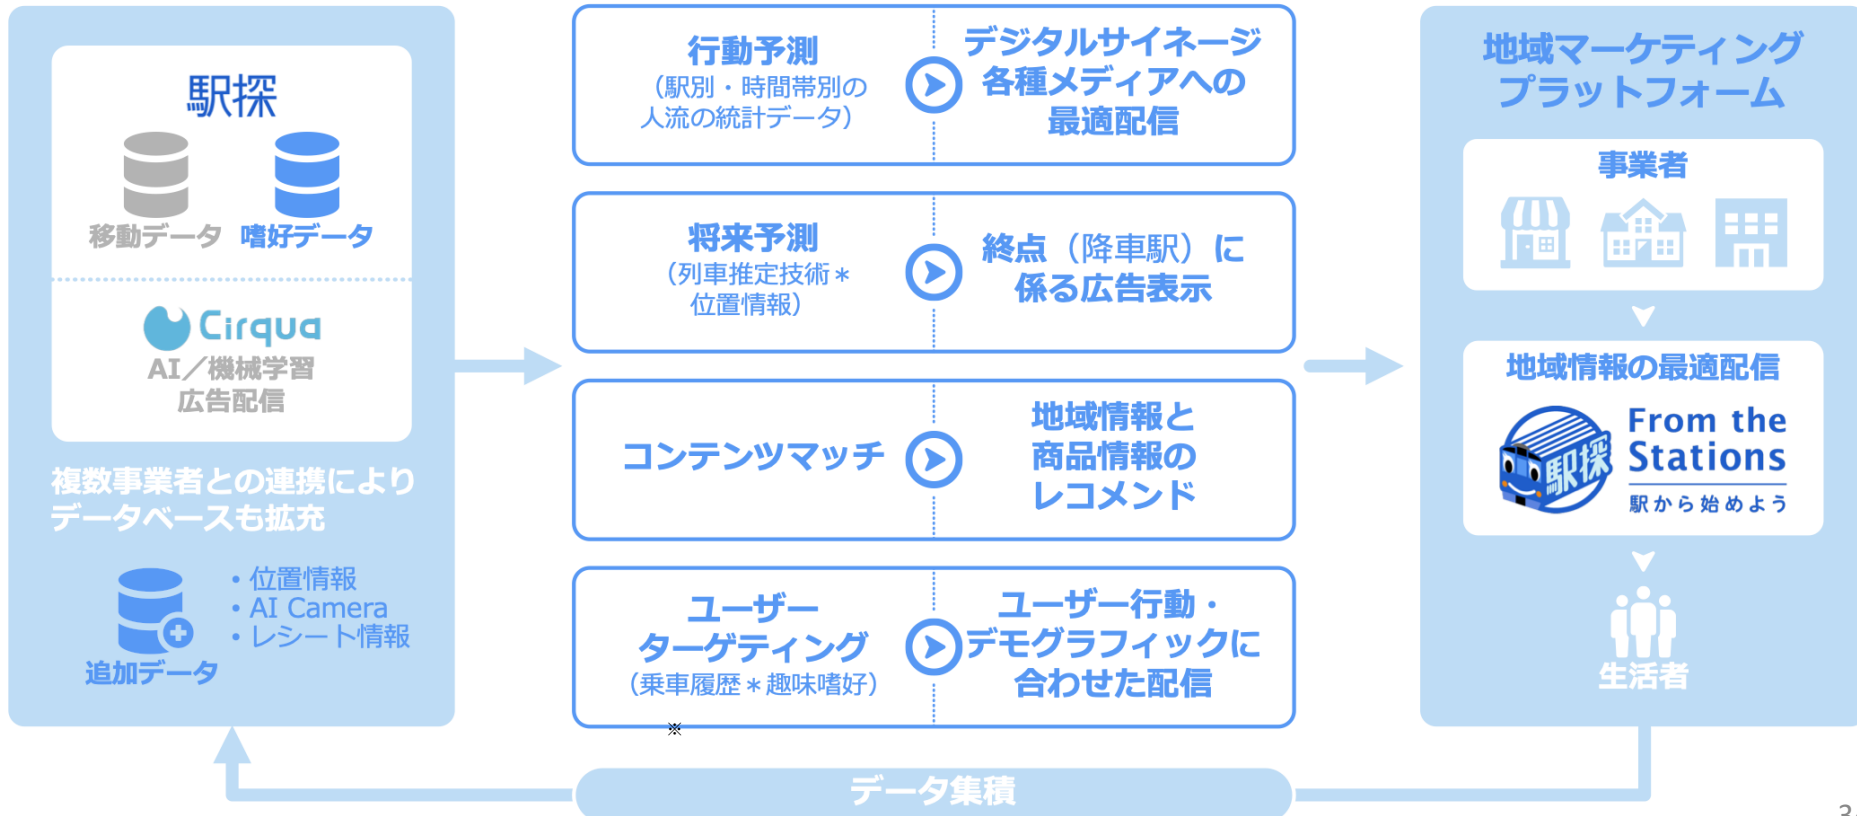 駅探
移動データ
嗜好データ
Cirqua
AI／機械学習
広告配信
複数事業者との連携により
データベースも拡充
・位置情報
・AI Camera
・レシート情報
追加データ
行動予測
（駅別・時間帯別の
人流の統計データ）
デジタルサイネージ
各種メディアへの
最適配信
将来予測
（列車推定技術＊
位置情報）
終点（降車駅）に
係る広告表示
コンテンツマッチ
地域情報と
商品情報の
レコメンド
ユーザー
ターゲティング
（乗車履歴＊趣味嗜好）
ユーザー行動・
デモグラフィックに
合わせた配信
※
地域マーケティング
プラットフォーム
事業者
地域情報の最適配信
駅探
From the
Stations
駅から始めよう
生活者
データ集積